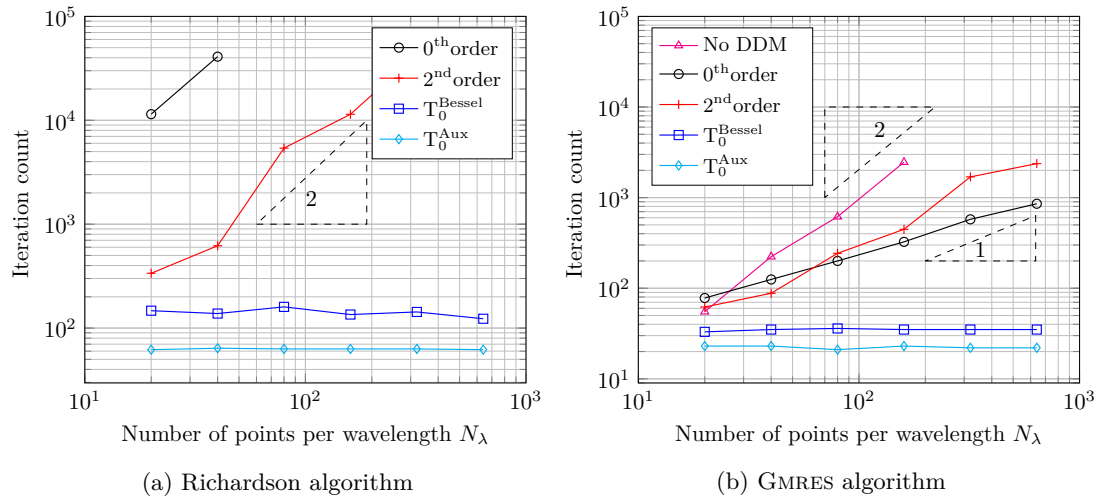 10^5
10^4
10^3
10^2
10^1
10^2
10^3
Iteration count
Number of points per wavelength N_λ
0^th order
2^nd order
T_0^Bessel
T_0^Aux
2
(a) Richardson algorithm
10^5
10^4
10^3
10^2
10^1
10^1
10^2
10^3
Iteration count
Number of points per wavelength N_λ
No DDM
0^th order
2^nd order
T_0^Bessel
T_0^Aux
2
1
(b) GMRES algorithm